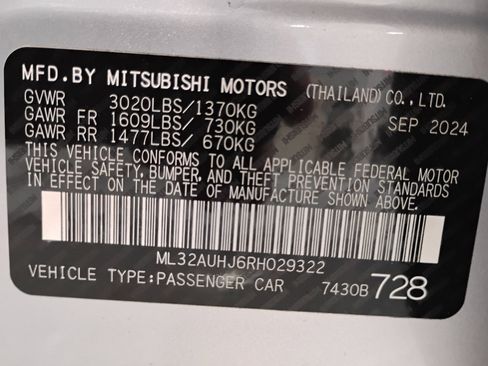 MFD.BY MITSUBISHI MOTORS (THAILAND)CO.,LTD.
GVWR 3020LBS/1370KG
GAWR FR 1609LBS/ 730KG SEP 2024
GAWR RR 1477LBS/ 670KG
THIS VEHICLE CONFORMS TO ALL APPLICABLE FEDERAL MOTOR
VEHICLE SAFETY, BUMPER, AND THEFT PREVENTION STANDARDS
IN EFFECT ON THE DATE OF MANUFACTURE SHOWN ABOVE.
ML32AUHJ6RH029322
VEHICLE TYPE:PASSENGER CAR 7430B 728